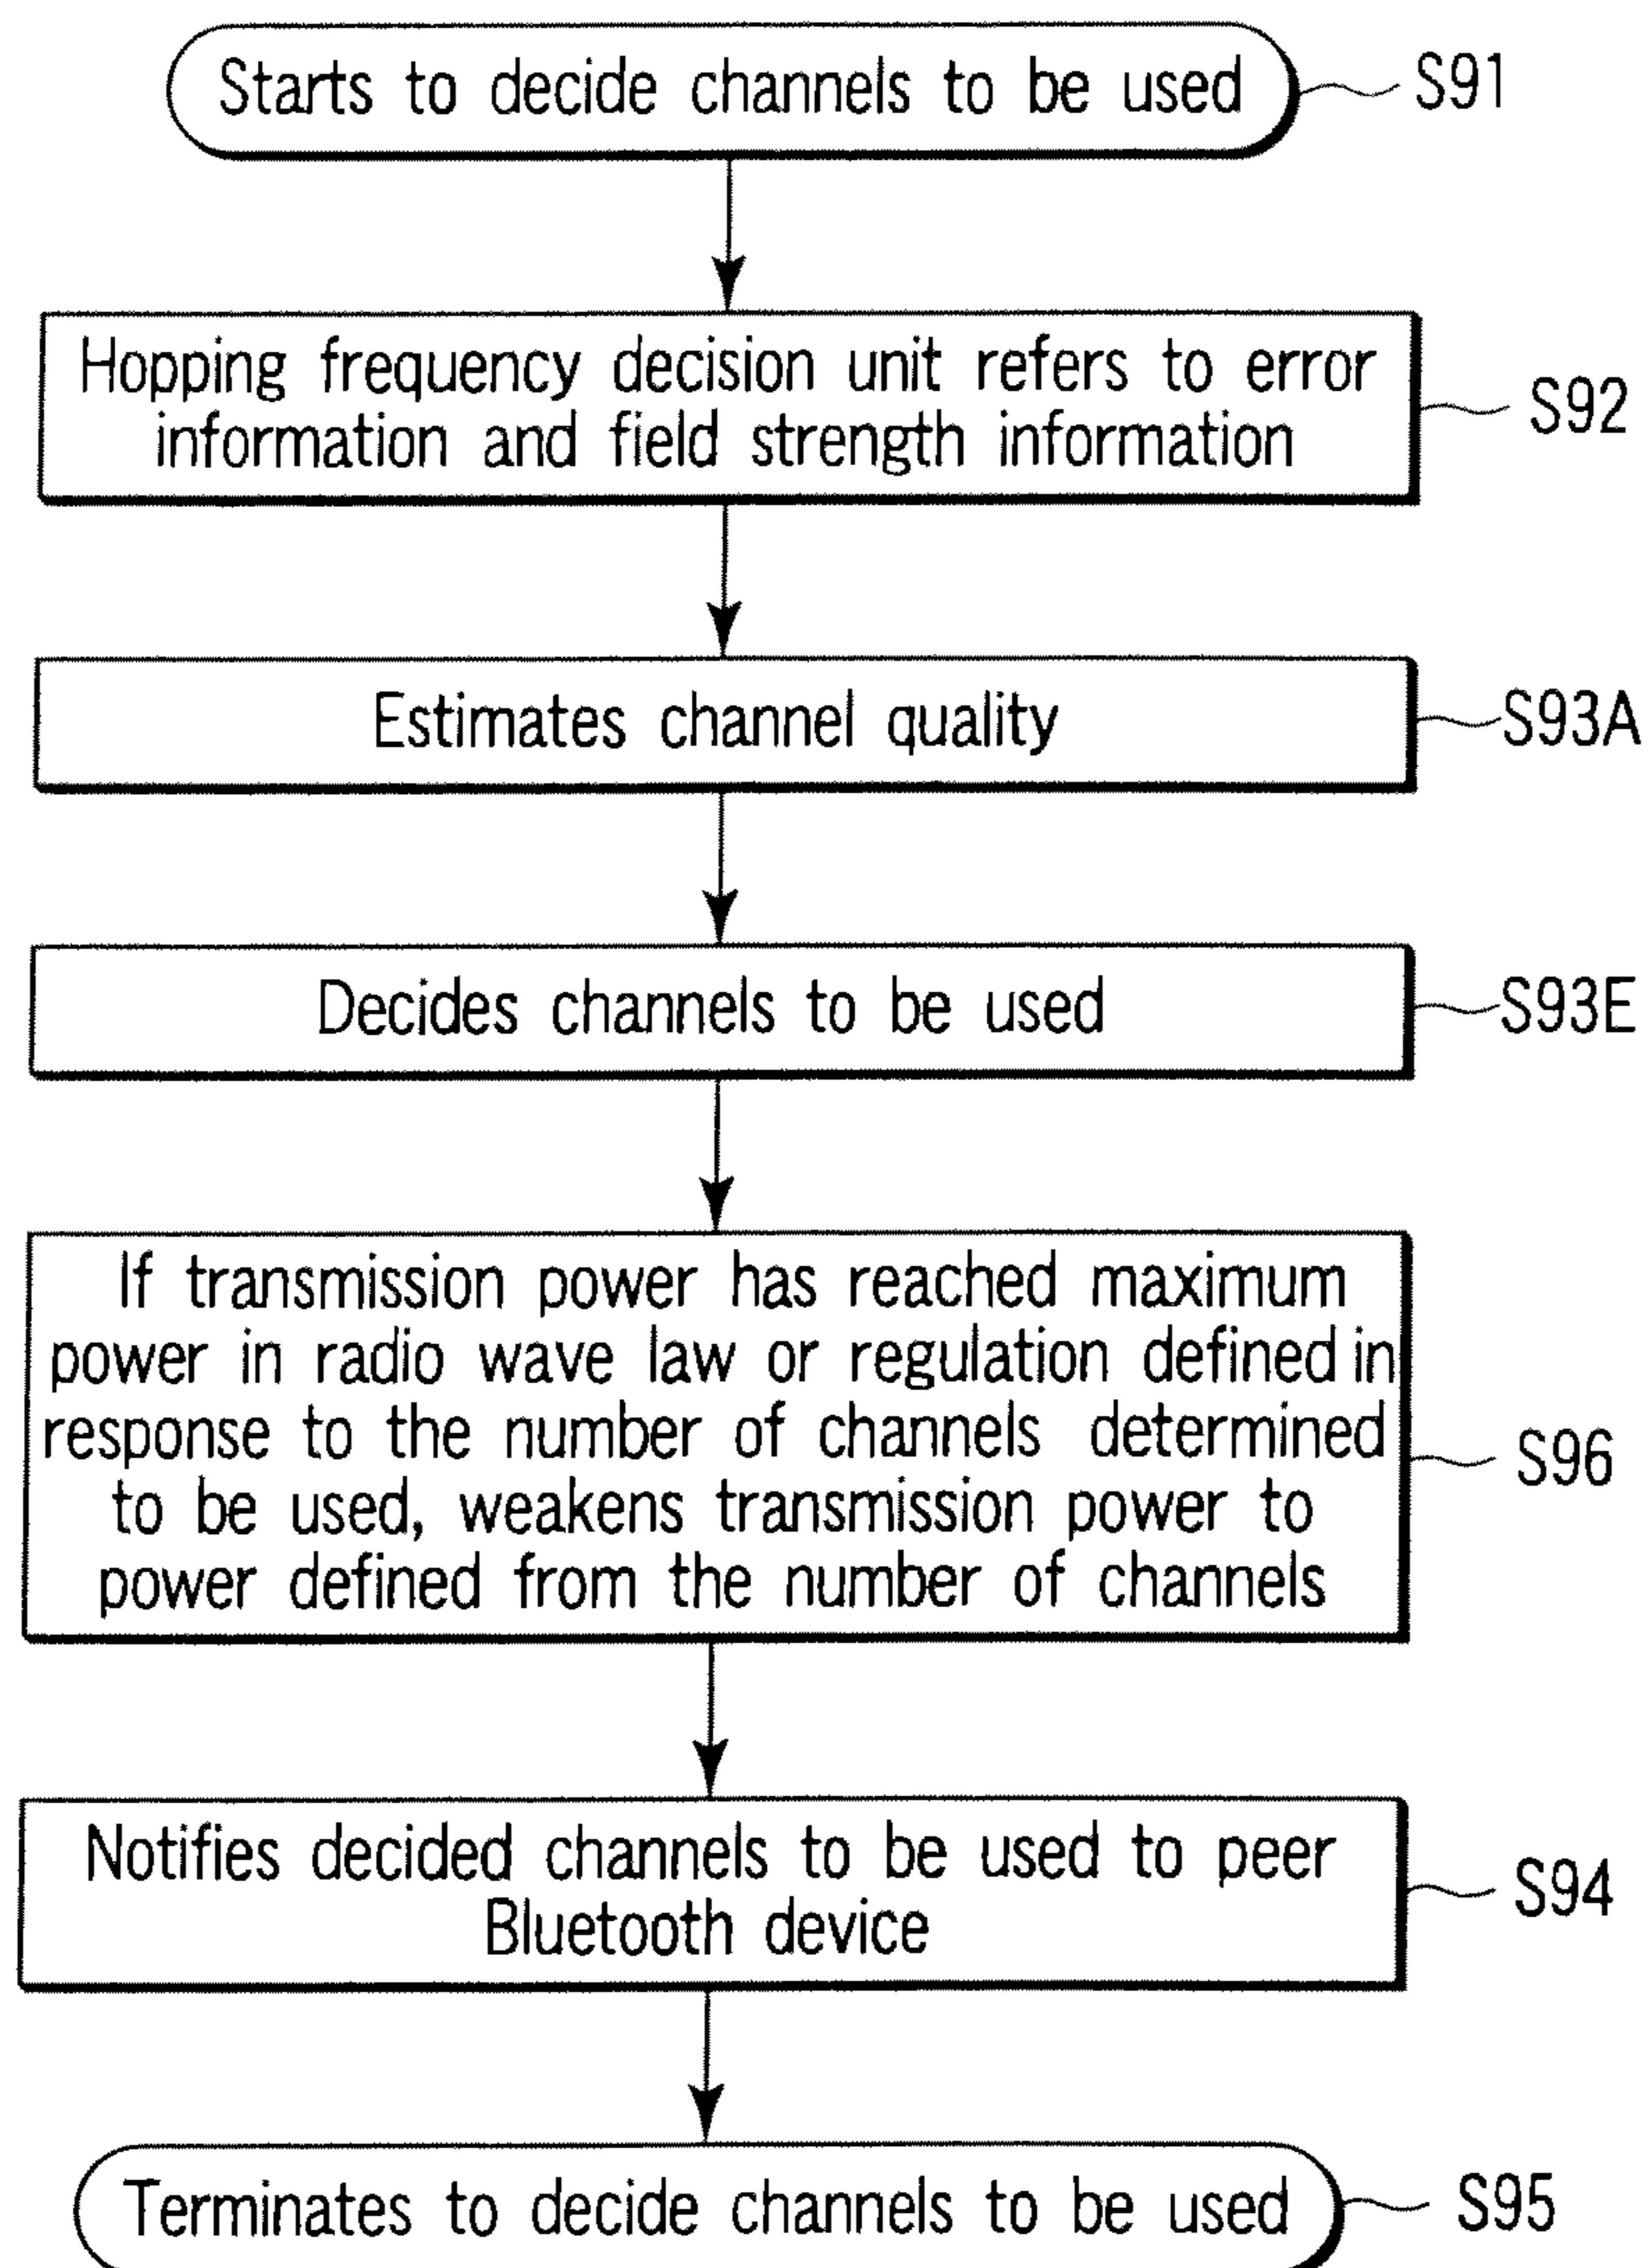 Starts to decide channels to be used
S91
Hopping frequency decision unit refers to error
information and field strength information
S92
Estimates channel quality
S93A
Decides channels to be used
S93E
If transmission power has reached maximum
power in radio wave law or regulation defined in
response to the number of channels determined
to be used, weakens transmission power to
power defined from the number of channels
S96
Notifies decided channels to be used to peer
Bluetooth device
S94
Terminates to decide channels to be used
S95